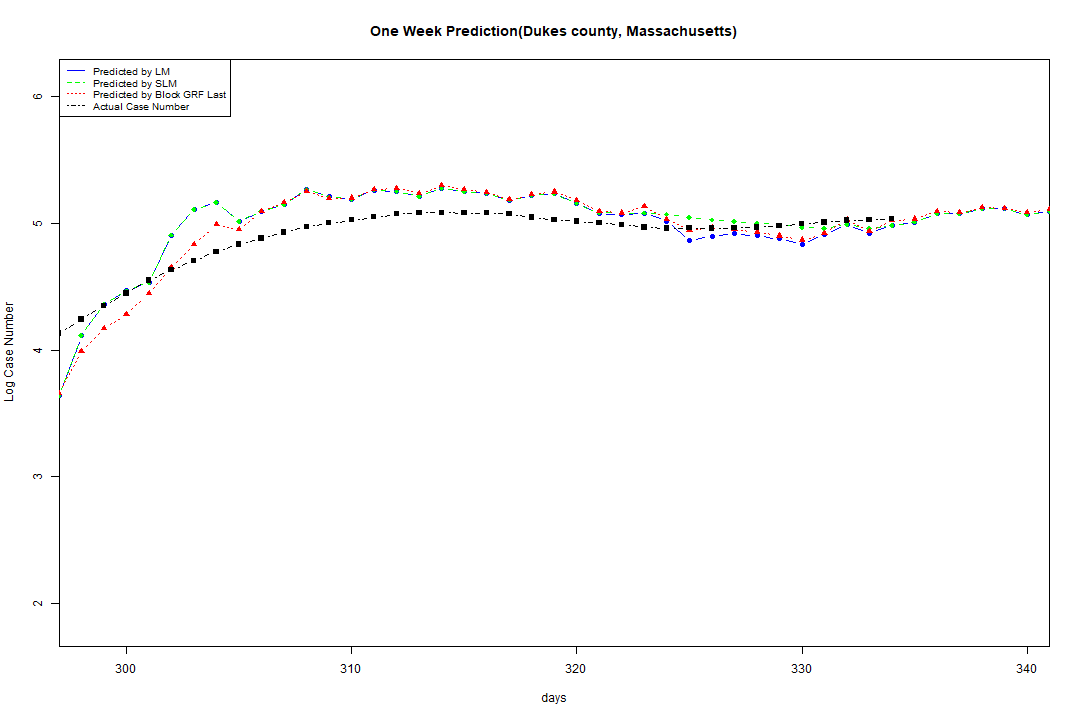 One Week Prediction(Dukes county, Massachusetts)
Predicted by LM
Predicted by SLM
Predicted by Block GRF Last
Actual Case Number
6
5
4
3
2
Log Case Number
300 310 320 330 340
days